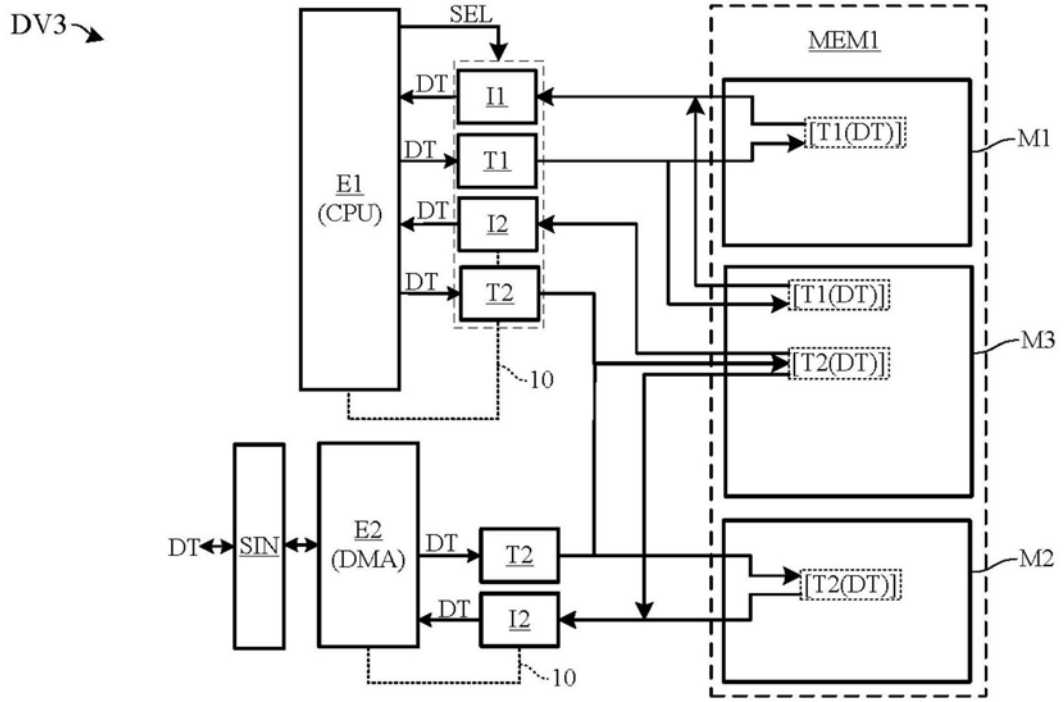 DV3
SEL
MEM1
DT
I1
[T1(DT)]
M1
DT
T1
E1
(CPU)
DT
I2
DT
T2
[T1(DT)]
[T2(DT)]
M3
10
E2
(DMA)
DT
SIN
DT
T2
M2
[T2(DT)]
DT
I2
10